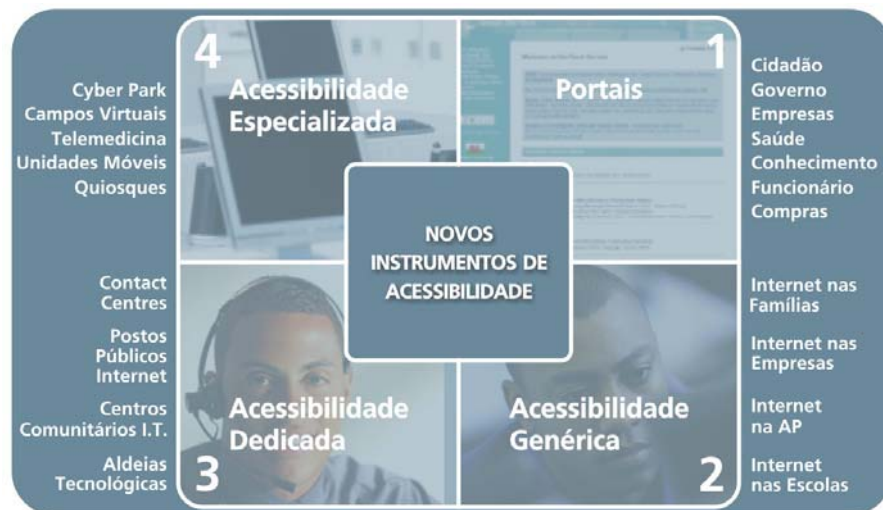 4
Acessibilidade
Especializada
Cyber Park
Campos Virtuais
Telemedicina
Unidades Móveis
Quiosques
1
Portais
Cidadão
Governo
Empresas
Saúde
Conhecimento
Funcionário
Compras
NOVOS
INSTRUMENTOS DE
ACESSIBILIDADE
Contact
Centres
Postos
Públicos
Internet
Centros
Comunitários I.T.
Aldeias
Tecnológicas
Acessibilidade
Dedicada
3
Acessibilidade
Genérica
2
Internet nas
Famílias
Internet nas
Empresas
Internet
na AP
Internet
nas Escolas